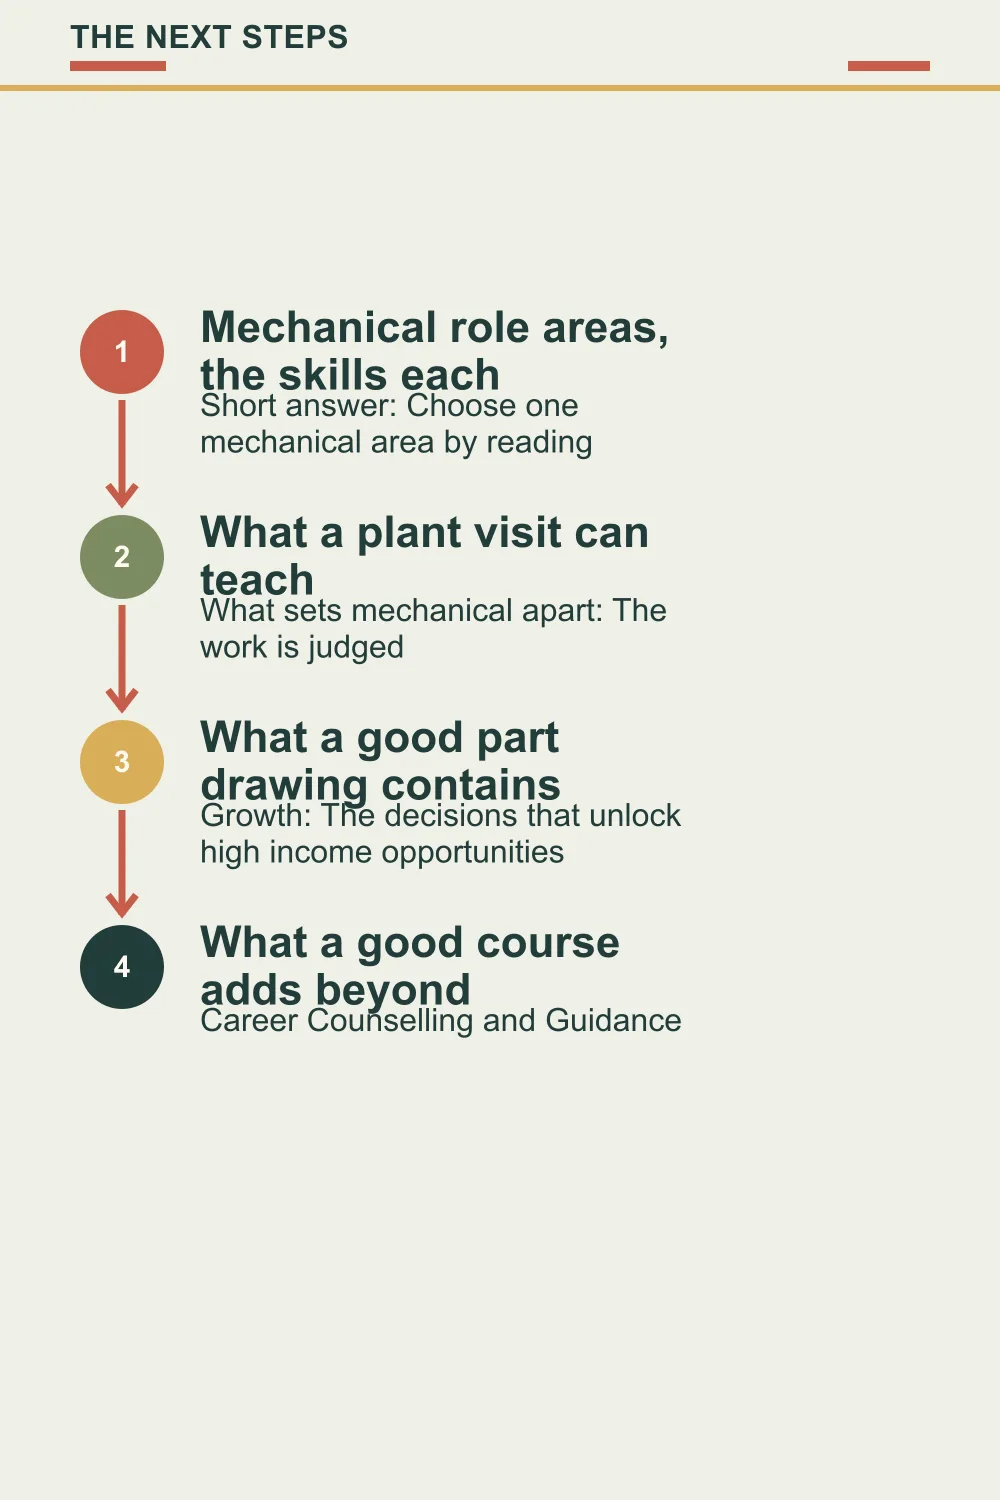 THE NEXT STEPS
1
Mechanical role areas,
the skills each
Short answer: Choose one
mechanical area by reading
2
What a plant visit can
teach
What sets mechanical apart: The
work is judged
3
What a good part
drawing contains
Growth: The decisions that unlock
high income opportunities
4
What a good course
adds beyond
Career Counselling and Guidance